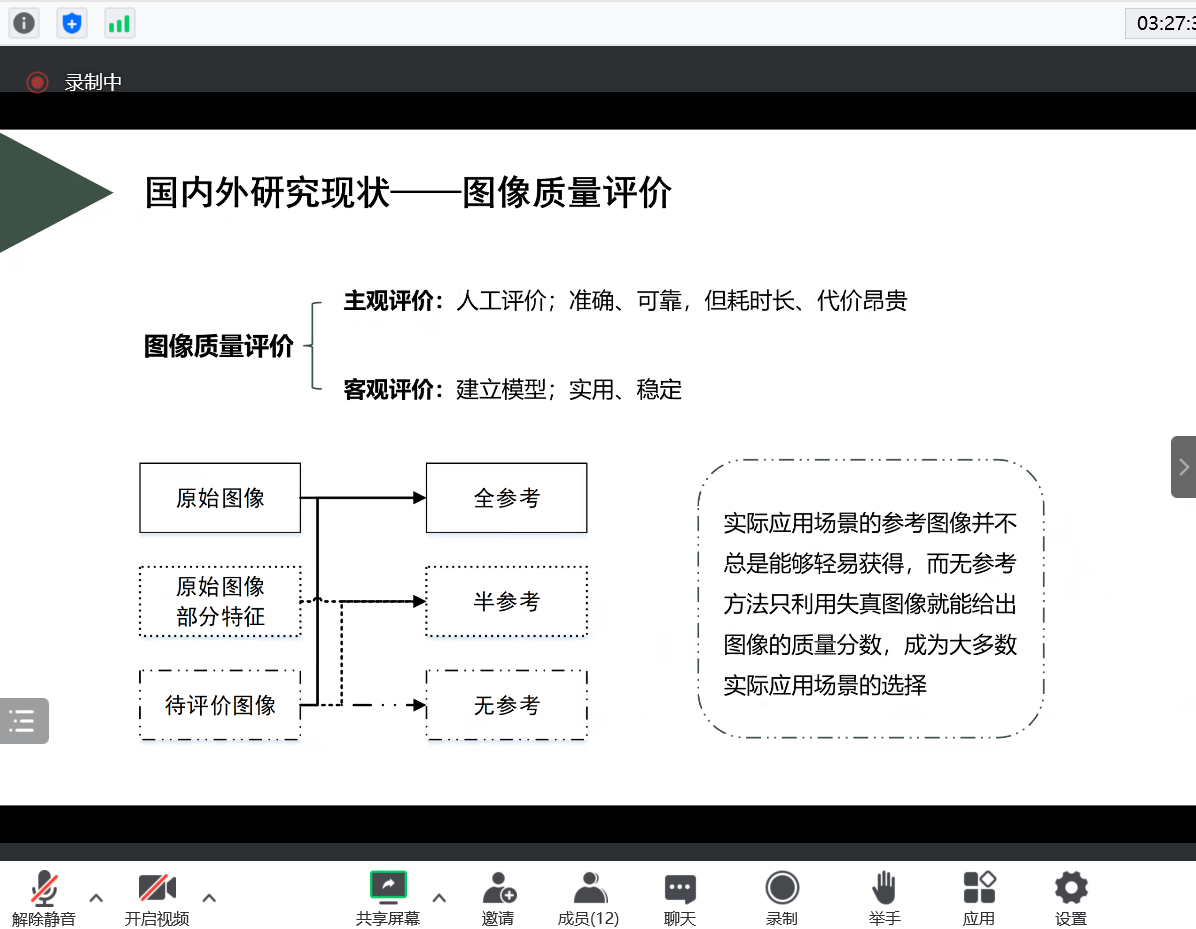 03:27:3
录制中
国内外研究现状——图像质量评价
主观评价：人工评价；准确、可靠，但耗时长、代价昂贵
图像质量评价
客观评价：建立模型；实用、稳定
原始图像
全参考
原始图像
部分特征
半参考
待评价图像
无参考
实际应用场景的参考图像并不
总是能够轻易获得，而无参考
方法只利用失真图像就能给出
图像的质量分数，成为大多数
实际应用场景的选择
解除静音
开启视频
共享屏幕
邀请
成员(12)
聊天
录制
举手
应用
设置